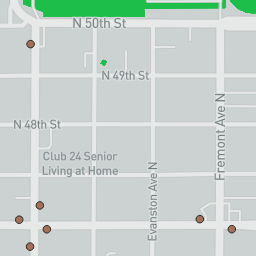 N 50th St
N 49th St
N 48th St
Club 24 Senior
Living at Home
Evanston Ave N
Fremont Ave N